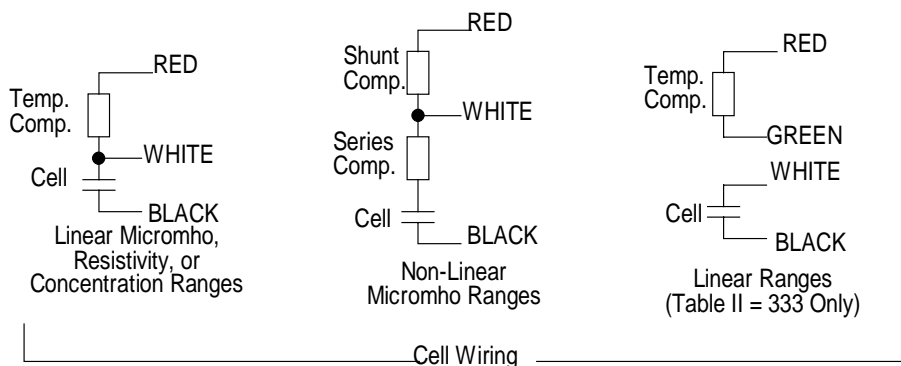 RED
Temp.
Comp.
WHITE
Cell
BLACK
Linear Micromho,
Resistivity, or
Concentration Ranges
RED
Shunt
Comp.
WHITE
Series
Comp.
Cell
BLACK
Non-Linear
Micromho Ranges
RED
Temp.
Comp.
GREEN
WHITE
Cell
BLACK
Linear Ranges
(Table II = 333 Only)
Cell Wiring